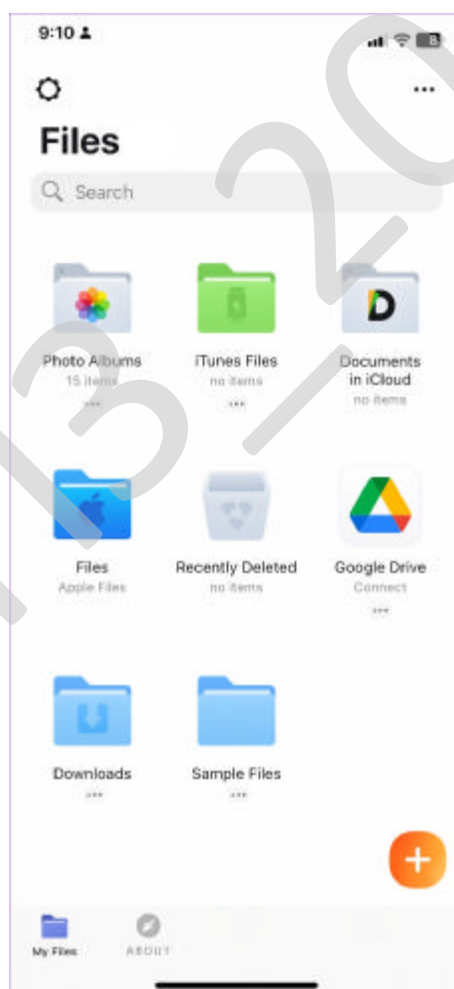 9:10
Files
Search
Photo Albums
15 items
iTunes Files
no items
Documents
in iCloud
no items
Files
Apple Files
Recently Deleted
no items
Google Drive
Connect
Downloads
Sample Files
My Files
ABOUT